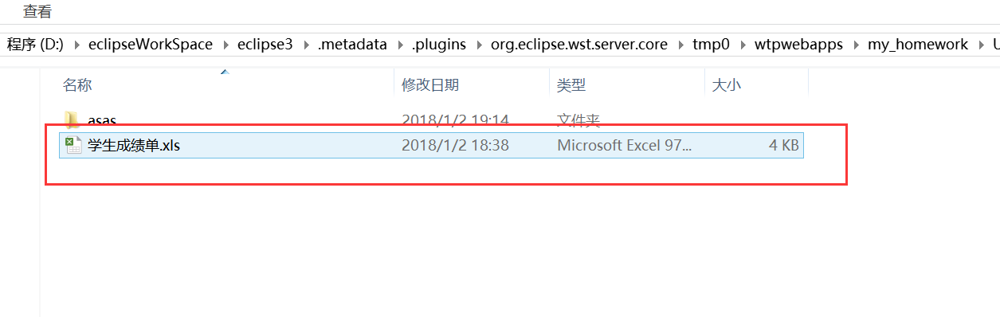 查看
程序 (D:) eclipseWorkSpace eclipse3 .metadata .plugins org.eclipse.wst.server.core tmp0 wtpwebapps my_homework
名称 修改日期 类型 大小
asas 2018/1/2 19:14 文件夹
学生成绩单.xls 2018/1/2 18:38 Microsoft Excel 97... 4 KB